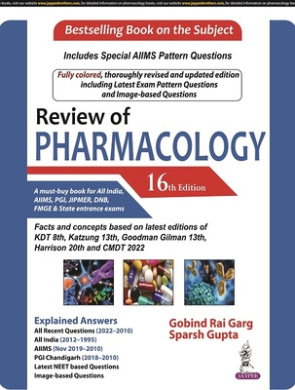 Bestselling Book on the Subject
Includes Special AIIMS Pattern Questions
Fully colored, thoroughly revised and updated edition
including Latest Exam Pattern Questions
and Image-based Questions
Review of
PHARMACOLOGY
16th Edition
A must-buy book for All India,
AIIMS, PGI, JIPMER, DNB,
FMGE & State entrance exams
Facts and concepts based on latest editions of
KDT 8th, Katzung 13th, Goodman Gilman 13th,
Harrison 20th and CMDT 2022
Explained Answers
All Recent Questions (2022–2010)
All India (2012–1995)
AIIMS (Nov 2019–2010)
PGI Chandigarh (2018–2010)
Latest NEET based Questions
Image-based Questions
Gobind Rai Garg
Sparsh Gupta
JAYPEE